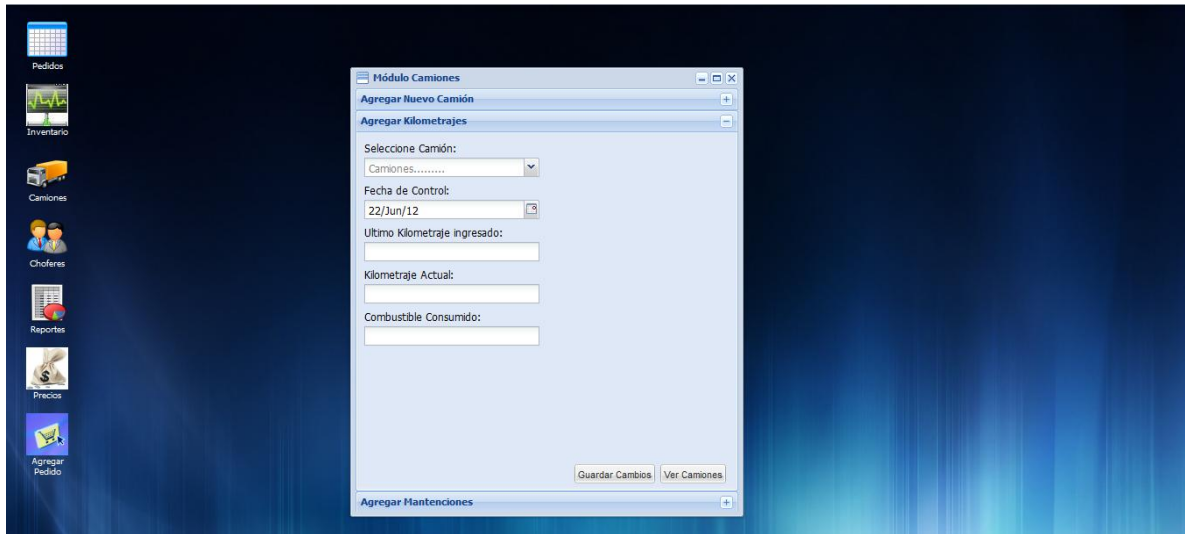 Pedidos
Inventario
Camiones
Choferes
Reportes
Precios
Agregar
Pedido
Módulo Camiones
Agregar Nuevo Camión
Agregar Kilometrajes
Seleccione Camión:
Camiones.........
Fecha de Control:
22/Jun/12
Ultimo Kilometraje ingresado:
Kilometraje Actual:
Combustible Consumido:
Guardar Cambios Ver Camiones
Agregar Mantenciones